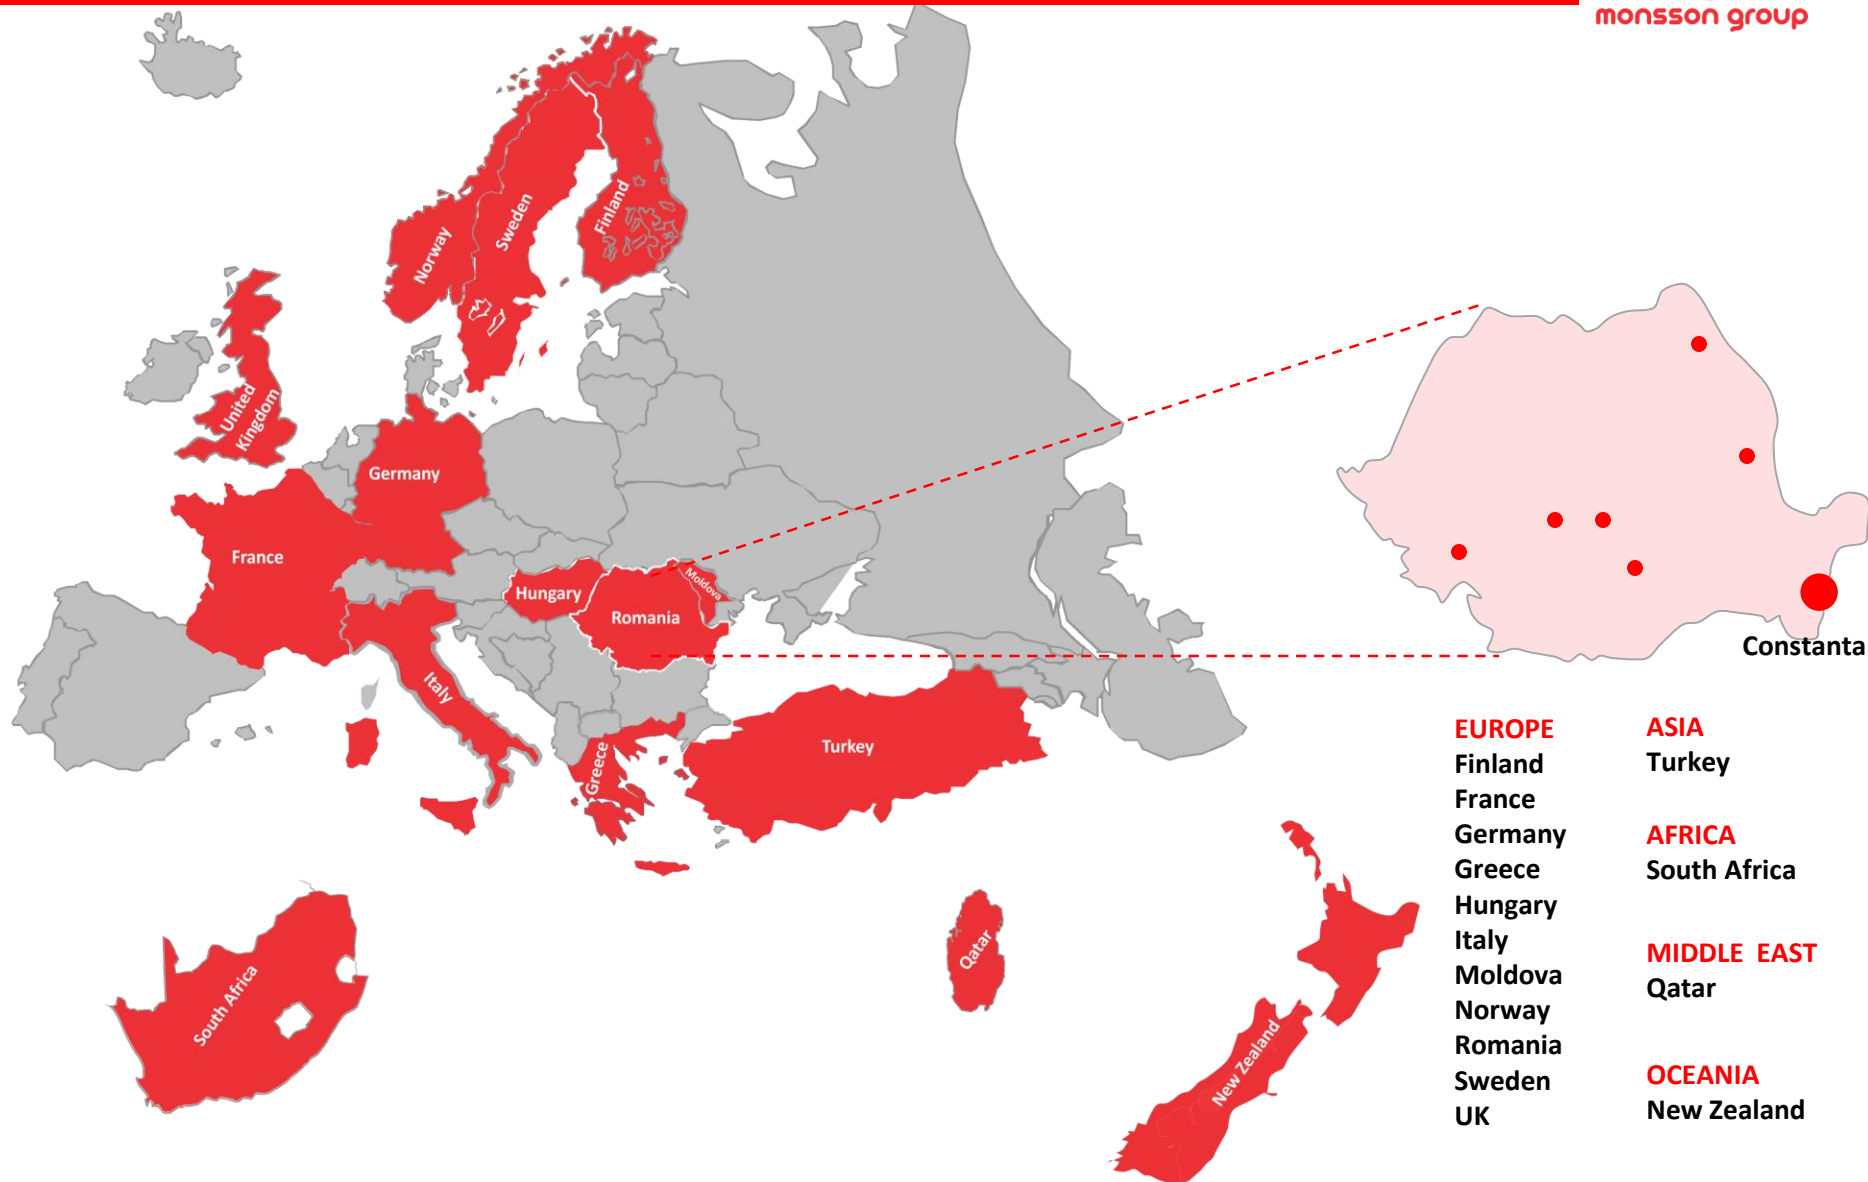 monsson group
Norway
Sweden
Finland
United
Kingdom
Germany
France
Hungary
Romania
Moldova
Italy
Greece
Turkey
Constanta
South Africa
Qatar
New Zealand
EUROPE
Finland
France
Germany
Greece
Hungary
Italy
Moldova
Norway
Romania
Sweden
UK
ASIA
Turkey
AFRICA
South Africa
MIDDLE EAST
Qatar
OCEANIA
New Zealand